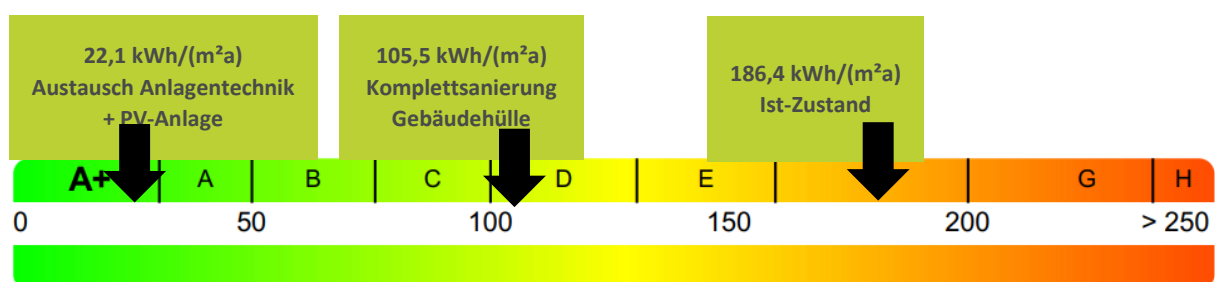 22,1 kWh/(m²a)
Austausch Anlagentechnik
+ PV-Anlage
105,5 kWh/(m²a)
Komplettsanierung
Gebäudehülle
186,4 kWh/(m²a)
Ist-Zustand
A+ A B C D E G H
0 50 100 150 200 > 250